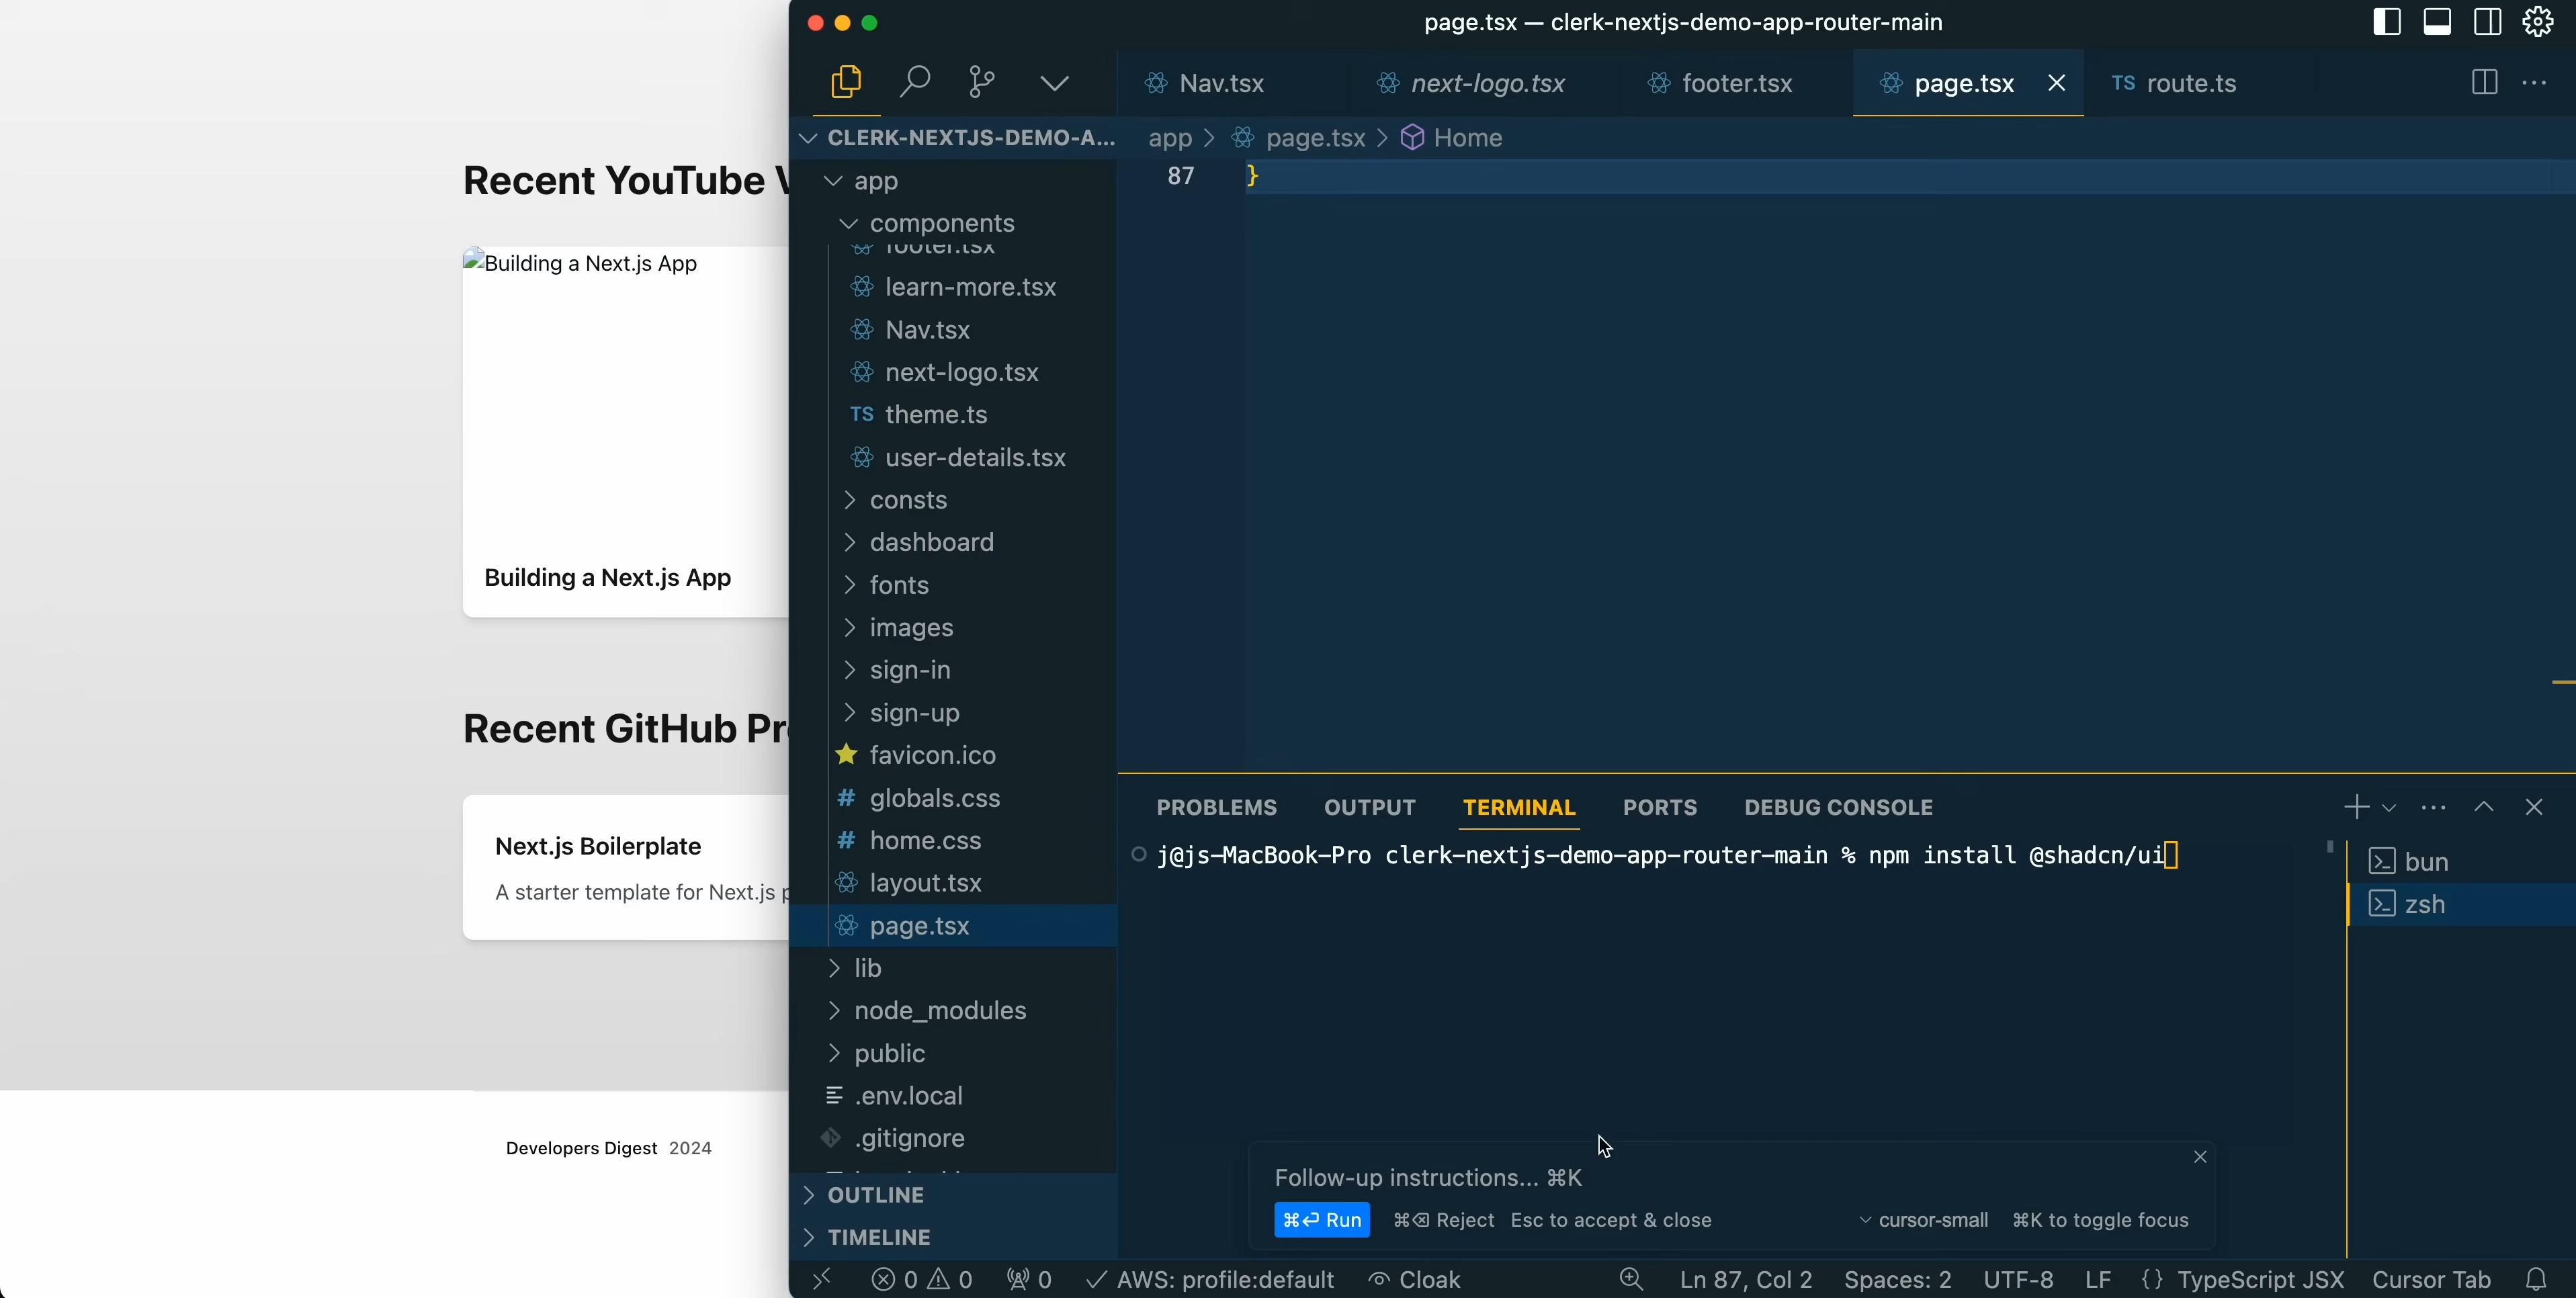 Recent YouTube V
Building a Next.js App
Building a Next.js App
Recent GitHub Pr
Next.js Boilerplate
A starter template for Next.js p
Developers Digest 2024
page.tsx — clerk-nextjs-demo-app-router-main
Nav.tsx
next-logo.tsx
footer.tsx
page.tsx
TS route.ts
CLERK-NEXTJS-DEMO-A...
app > page.tsx > Home
app
components
footer.tsx
learn-more.tsx
Nav.tsx
next-logo.tsx
TS theme.ts
user-details.tsx
consts
dashboard
fonts
images
sign-in
sign-up
favicon.ico
# globals.css
# home.css
layout.tsx
page.tsx
lib
node_modules
public
.env.local
.gitignore
OUTLINE
TIMELINE
87 }
PROBLEMS OUTPUT TERMINAL PORTS DEBUG CONSOLE
j@js-MacBook-Pro clerk-nextjs-demo-app-router-main % npm install @shadcn/ui
bun
zsh
Follow-up instructions... ⌘K
⌘⏎ Run ⌘⌫ Reject Esc to accept & close cursor-small ⌘K to toggle focus
0 0 0 AWS: profile:default Cloak Ln 87, Col 2 Spaces: 2 UTF-8 LF {} TypeScript JSX Cursor Tab